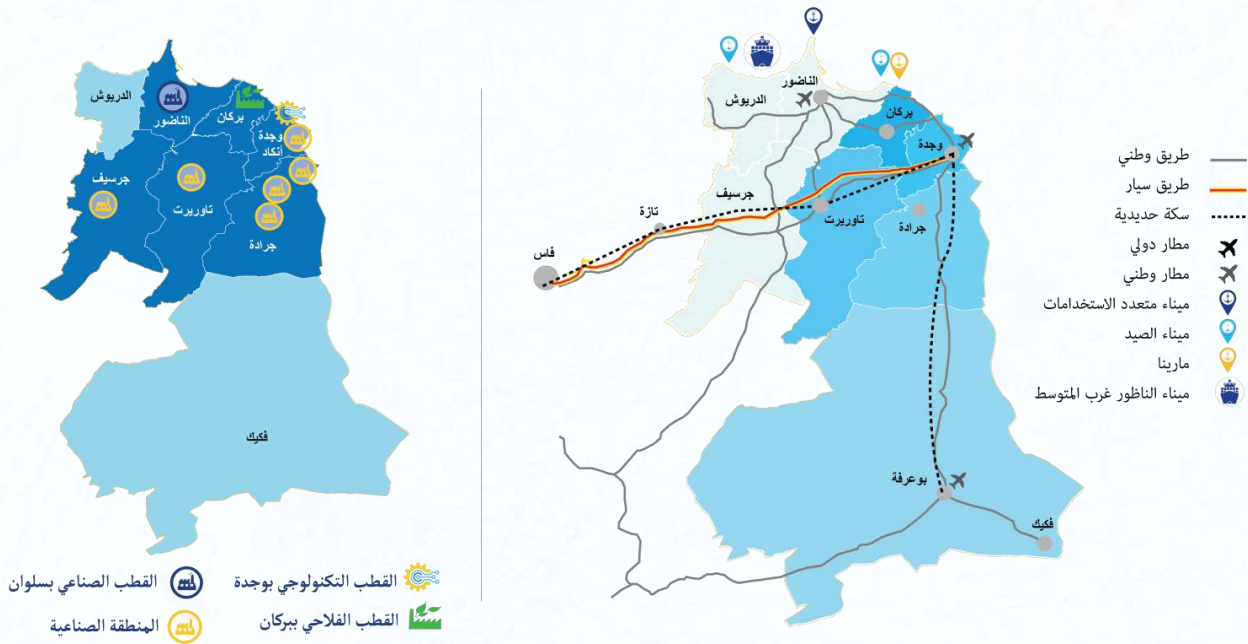 الدريوش
الناضور
بركان
وجدة
أنكاد
جرسيف
تاوريرت
جرادة
فكيك
القطب التكنولوجي بوجدة
القطب الصناعي بسلوان
القطب الفلاحي ببركان
المنطقة الصناعية
الناضور
الدريوش
بركان
وجدة
جرسيف
تازة
تاوريرت
جرادة
فاس
بوعرفة
فكيك
طريق وطني
طريق سيار
سكة حديدية
مطار دولي
مطار وطني
ميناء متعدد الاستخدامات
ميناء الصيد
مارينا
ميناء الناظور غرب المتوسط